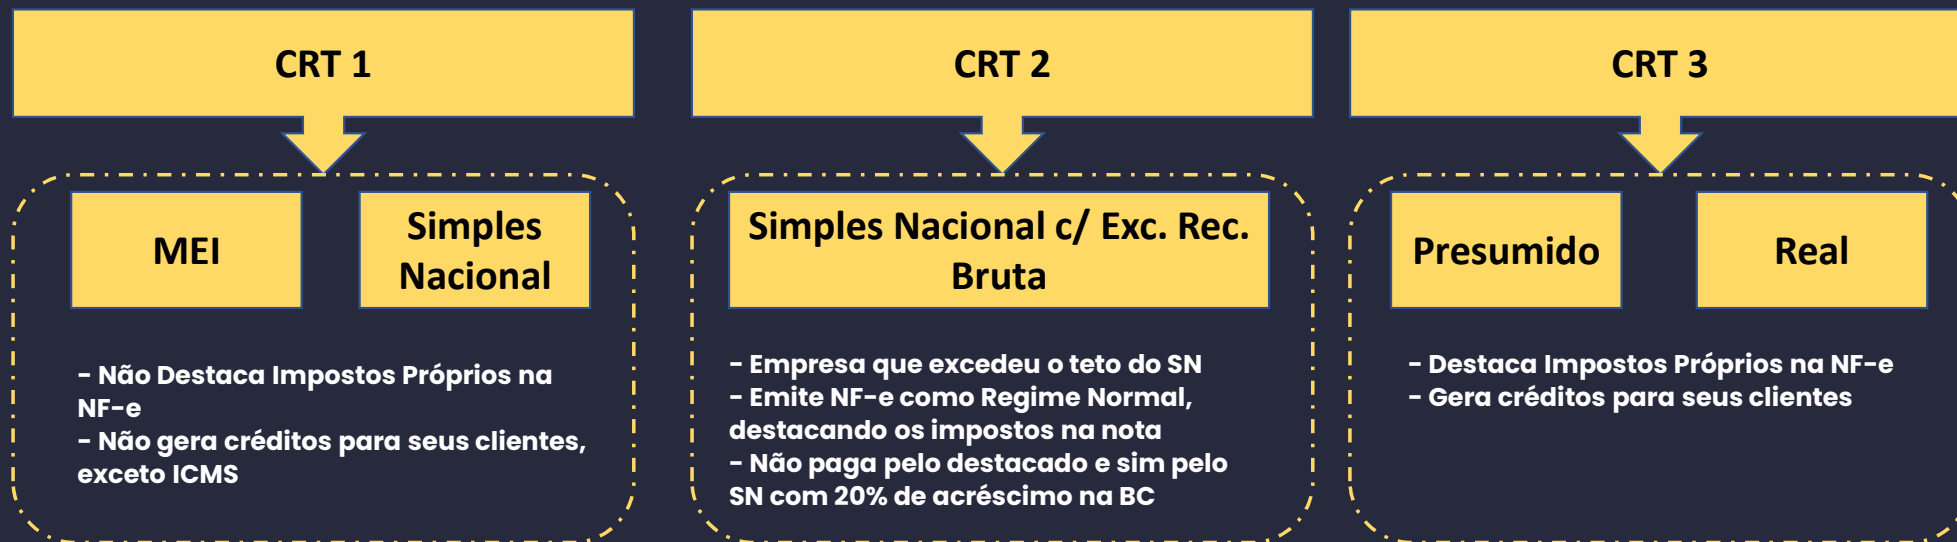 CRT 1
MEI
Simples
Nacional
- Não Destaca Impostos Próprios na
NF-e
- Não gera créditos para seus clientes,
exceto ICMS
CRT 2
Simples Nacional c/ Exc. Rec.
Bruta
- Empresa que excedeu o teto do SN
- Emite NF-e como Regime Normal,
destacando os impostos na nota
- Não paga pelo destacado e sim pelo
SN com 20% de acréscimo na BC
CRT 3
Presumido
Real
- Destaca Impostos Próprios na NF-e
- Gera créditos para seus clientes